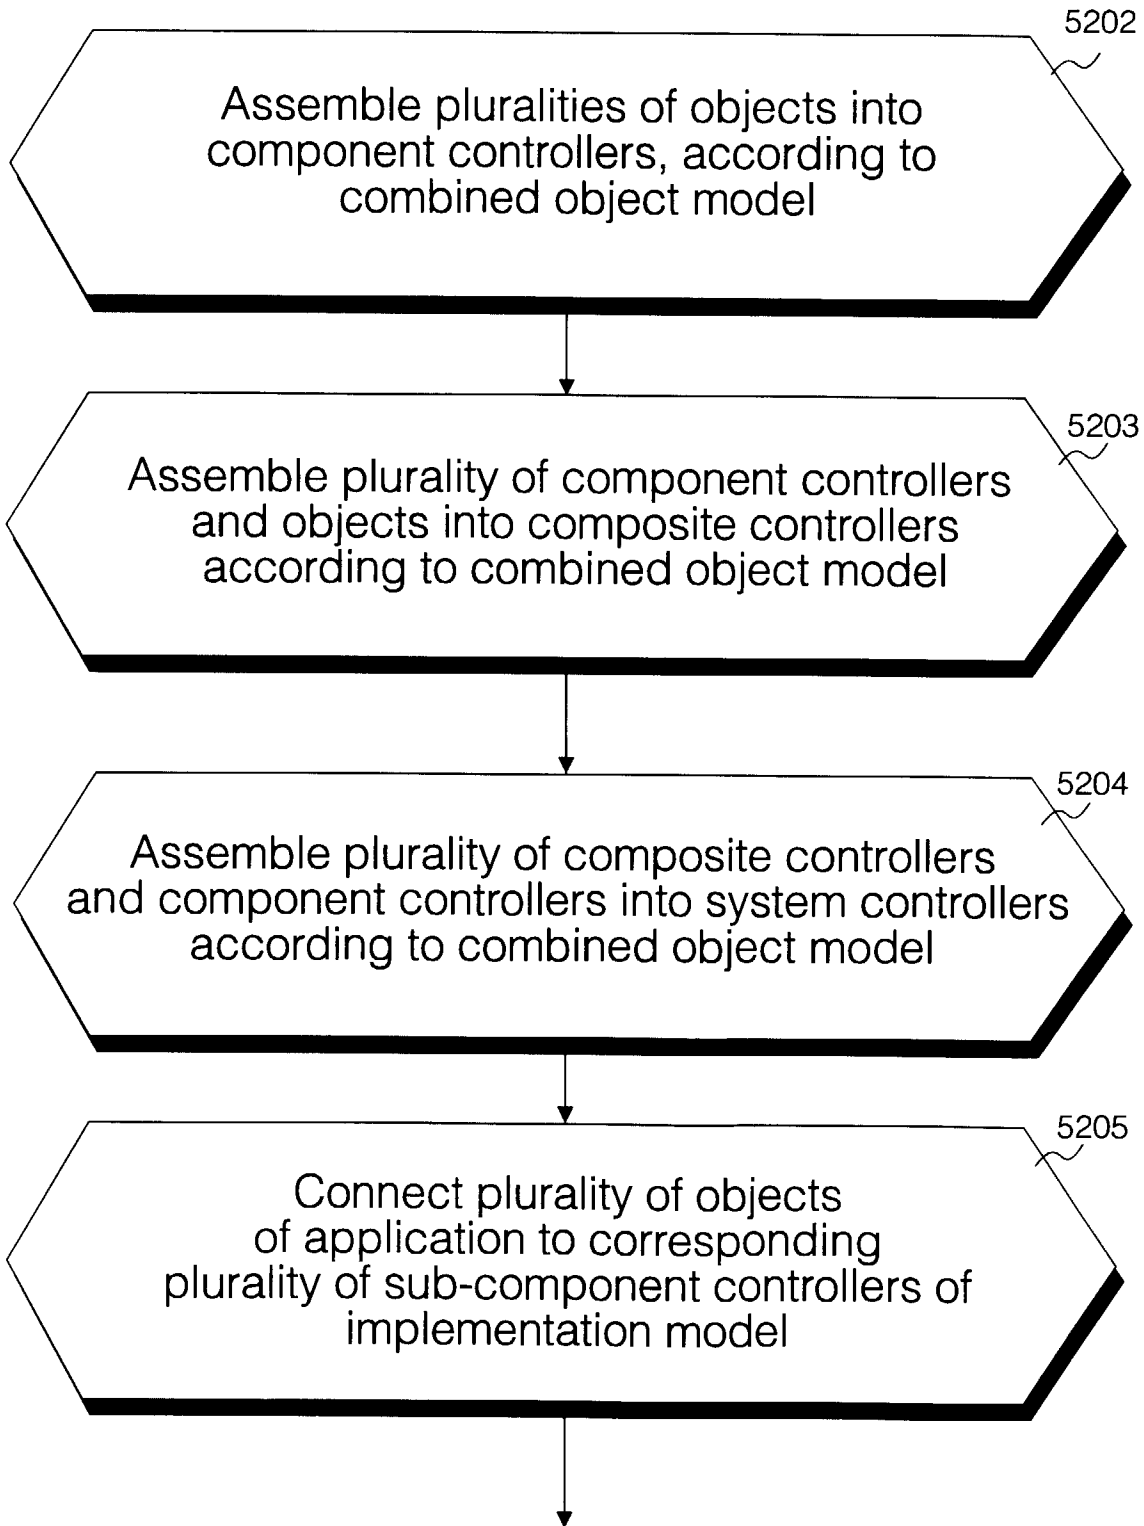 5202
Assemble pluralities of objects into
component controllers, according to
combined object model
5203
Assemble plurality of component controllers
and objects into composite controllers
according to combined object model
5204
Assemble plurality of composite controllers
and component controllers into system controllers
according to combined object model
5205
Connect plurality of objects
of application to corresponding
plurality of sub-component controllers of
implementation model